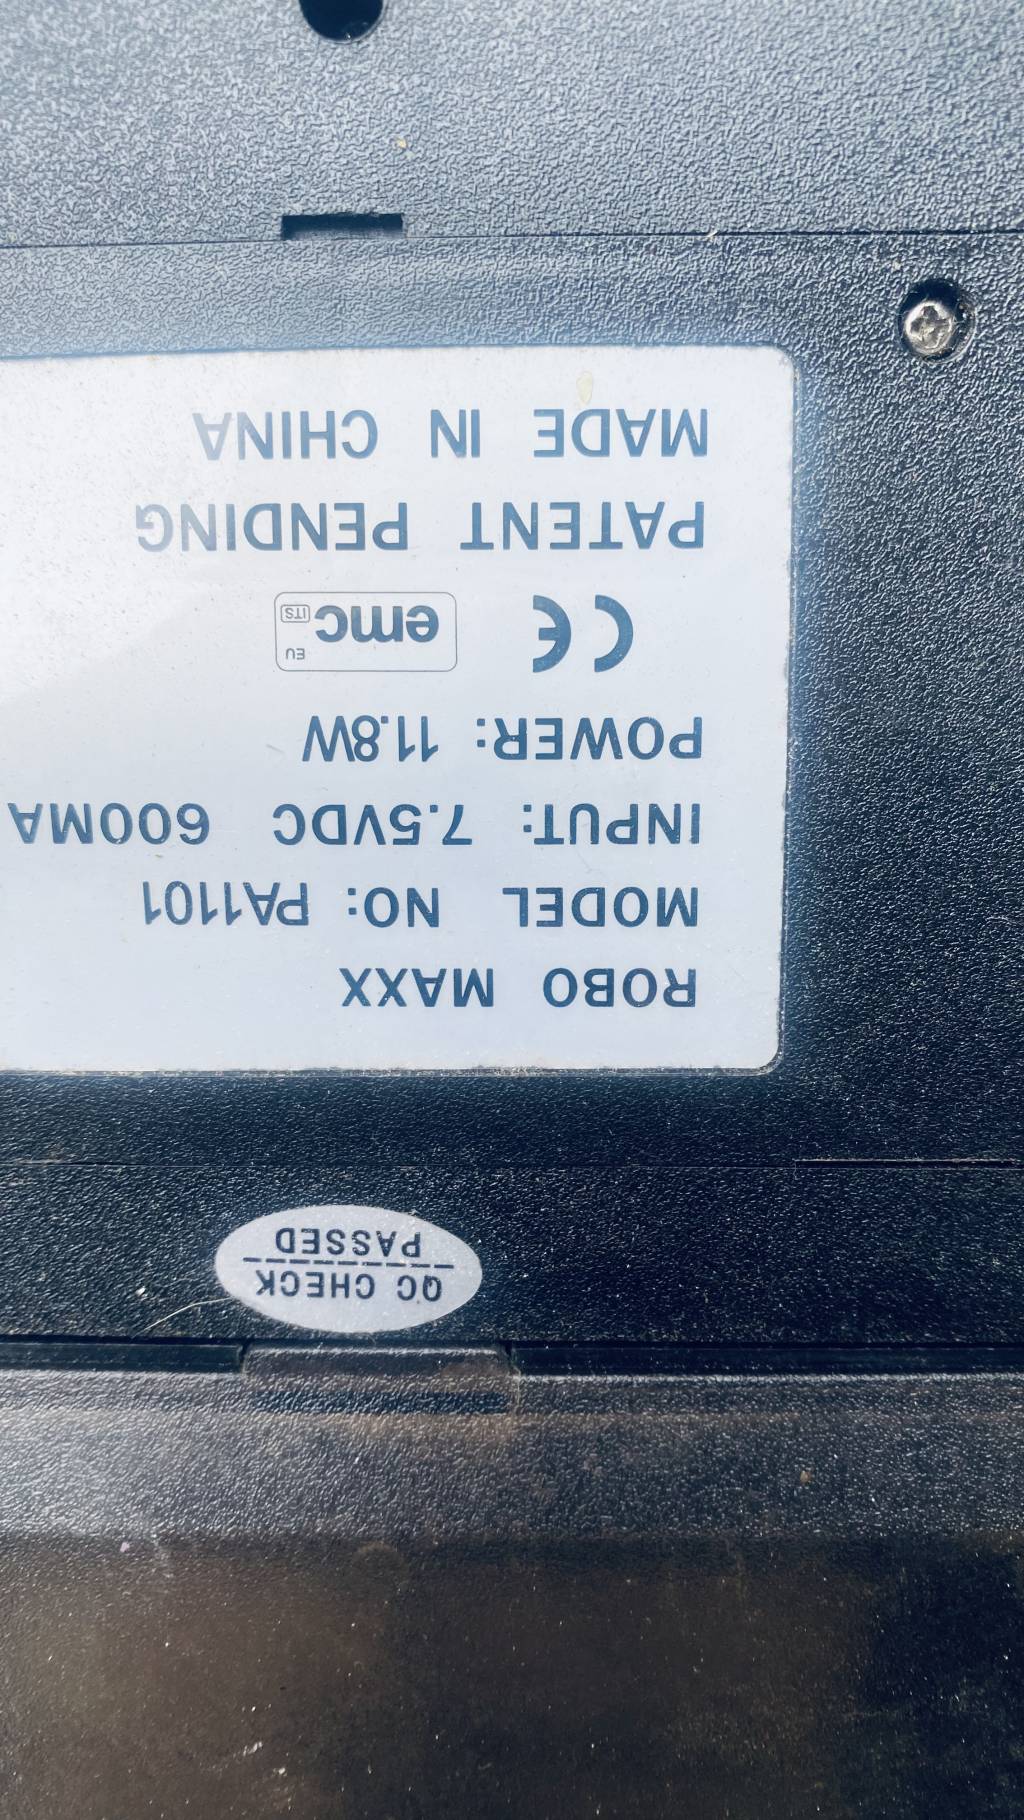 QC CHECK
PASSED
ROBO MAXX
MODEL NO: PA1101
INPUT: 7.5VDC 600MA
POWER: 11.8W
CE emc EU ITS
PATENT PENDING
MADE IN CHINA